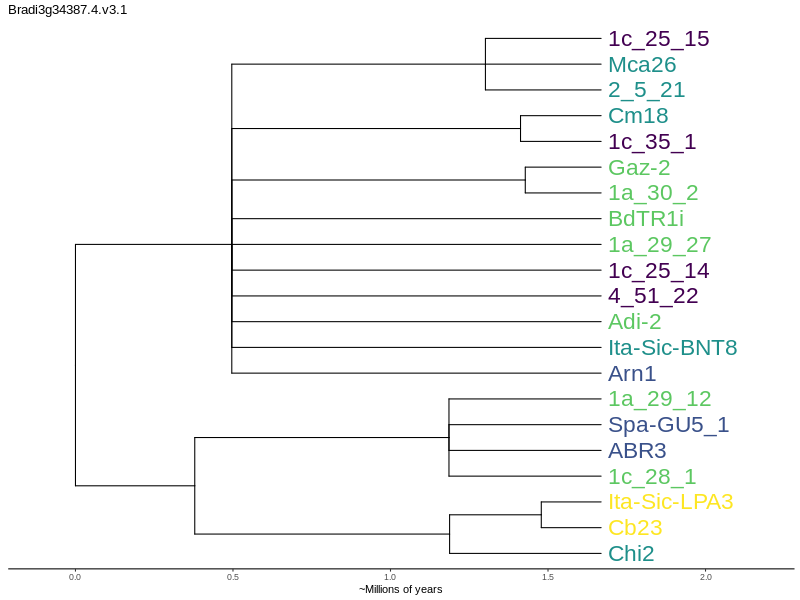 Bradi3g34387.4.v3.1
1c_25_15
Mca26
2_5_21
Cm18
1c_35_1
Gaz-2
1a_30_2
BdTR1i
1a_29_27
1c_25_14
4_51_22
Adi-2
Ita-Sic-BNT8
Arn1
1a_29_12
Spa-GU5_1
ABR3
1c_28_1
Ita-Sic-LPA3
Cb23
Chi2
0.0 0.5 1.0 1.5 2.0
~Millions of years